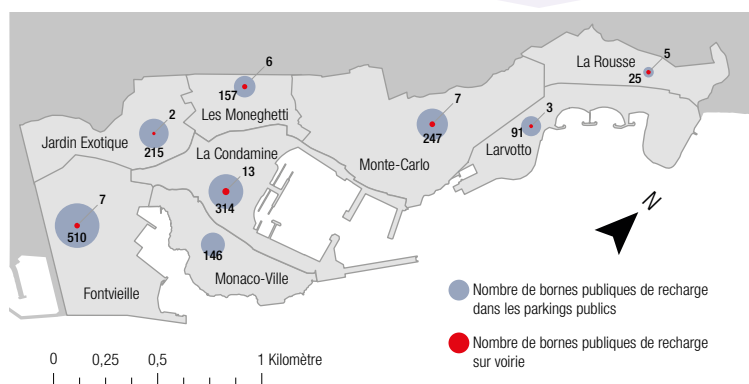 La Rousse
5
25
6
157
Les Moneghetti
7
247
Monte-Carlo
3
91
Larvotto
2
215
Jardin Exotique
La Condamine
13
314
7
510
Fontvieille
146
Monaco-Ville
N
Nombre de bornes publiques de recharge
dans les parkings publics
Nombre de bornes publiques de recharge
sur voirie
0 0,25 0,5 1 Kilomètre